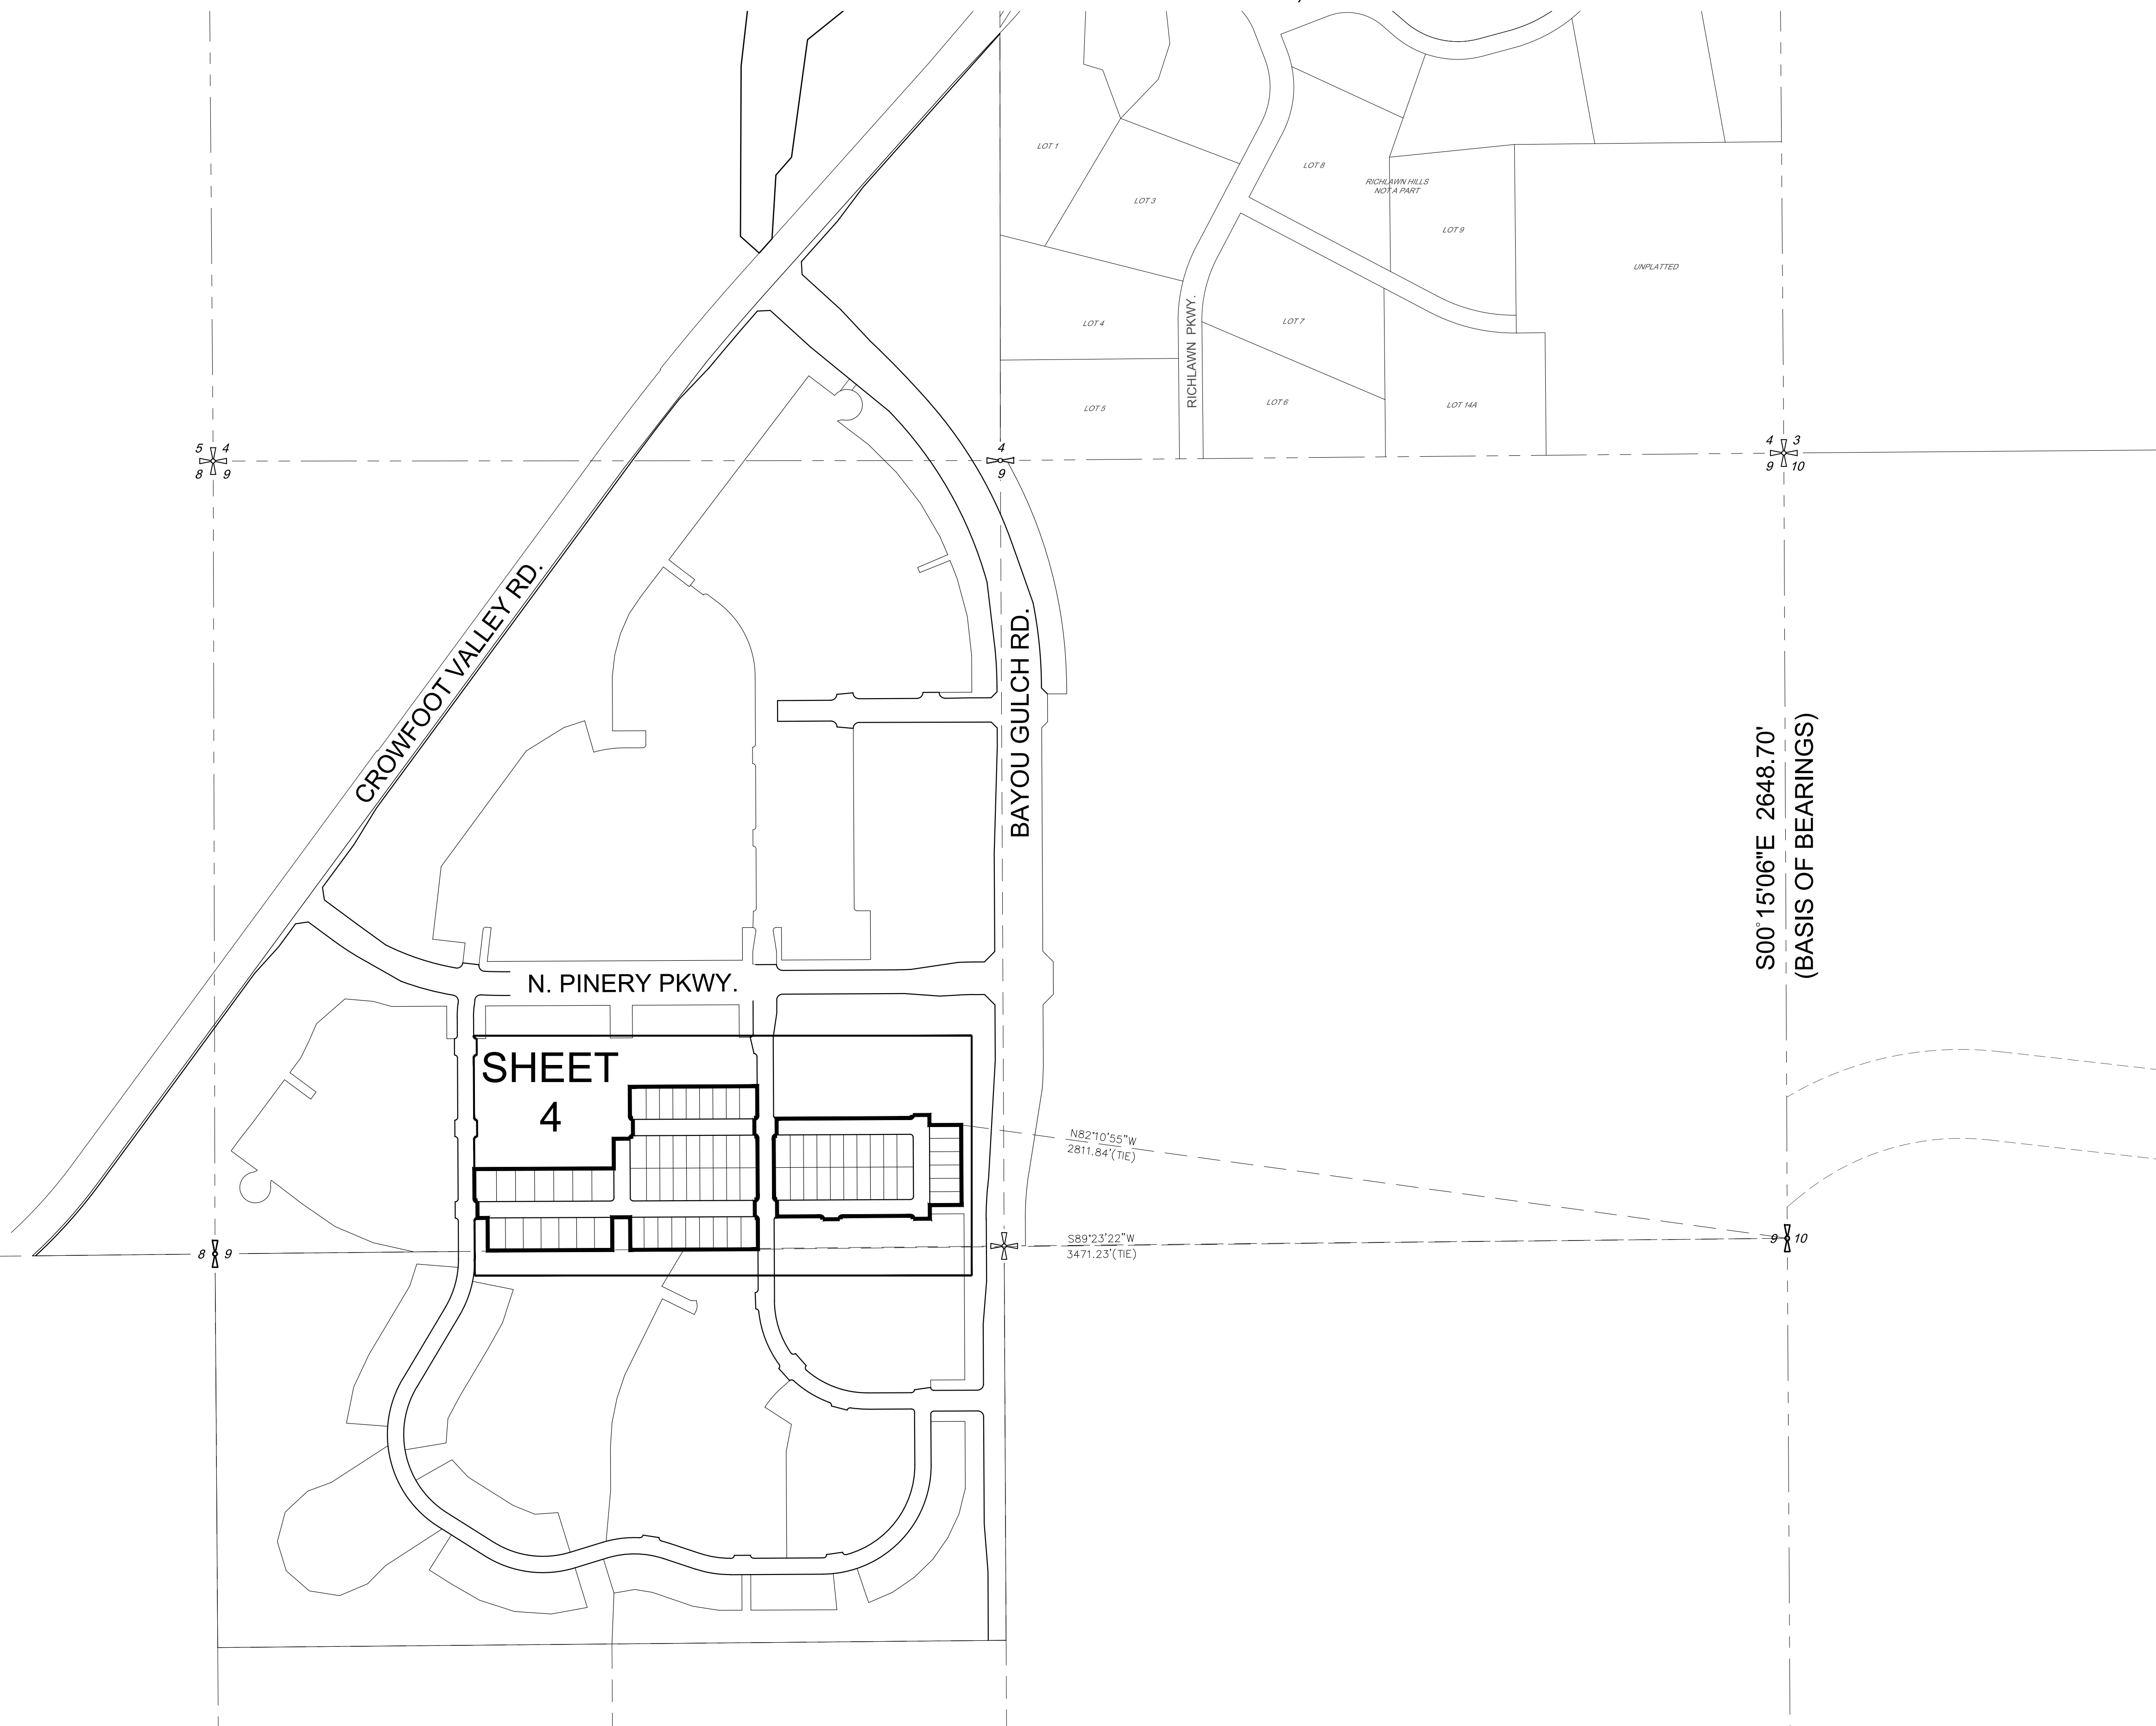 LOT 1
LOT 8
RICHLAWN HILLS
NOT A PART
LOT 3
LOT 9
UNPLATTED
LOT 4
RICHLAWN PKWY.
LOT 7
LOT 5
LOT 6
LOT 14A
5 4
8 9
4
9
4 3
9 10
CROWFOOT VALLEY RD.
BAYOU GULCH RD.
S00°15'06"E 2648.70'
(BASIS OF BEARINGS)
N. PINERY PKWY.
SHEET
4
N82°10'55"W
2811.84'(TIE)
S89°23'22"W
3471.23'(TIE)
8 9
9 10